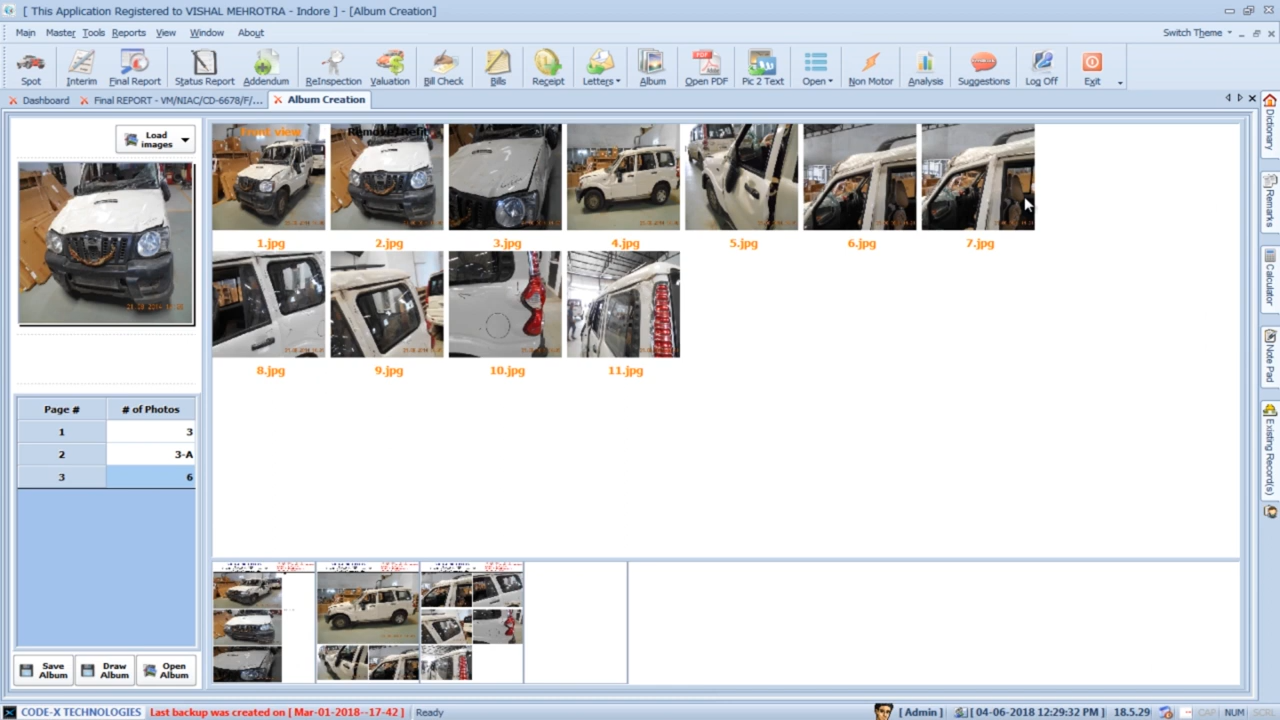 [ This Application Registered to VISHAL MEHROTRA - Indore ] - [Album Creation]
Main Master Tools Reports View Window About
Switch Theme
Spot Interim Final Report Status Report Addendum ReInspection Valuation Bill Check Bills Receipt Letters Album Open PDF Pic 2 Text Open Non Motor Analysis Suggestions Log Off Exit
Dashboard Final REPORT - VM/NIAC/CD-6678/F/... Album Creation
Load images
Front view Remove/Refit
1.jpg 2.jpg 3.jpg 4.jpg 5.jpg 6.jpg 7.jpg
8.jpg 9.jpg 10.jpg 11.jpg
Page # # of Photos
1 3
2 3-A
3 6
Save Album
Draw Album
Open Album
Dictionary
Remarks
Calculator
Note Pad
Existing Record(s)
CODE-X TECHNOLOGIES Last backup was created on [ Mar-01-2018--17-42 ] Ready [ Admin ] [ 04-06-2018 12:29:32 PM ] 18.5.29 CAP NUM SCRL